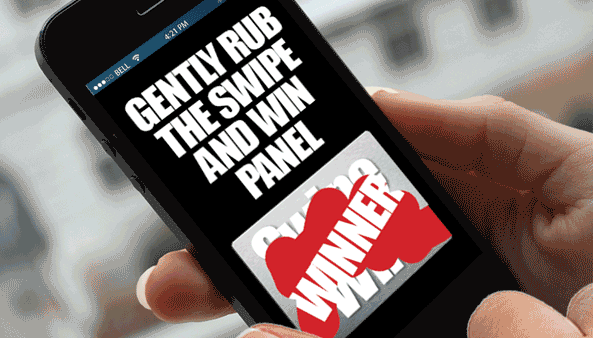 BELL 4:21 PM
GENTLY RUB
THE SWIPE
AND WIN
PANEL
WINNER